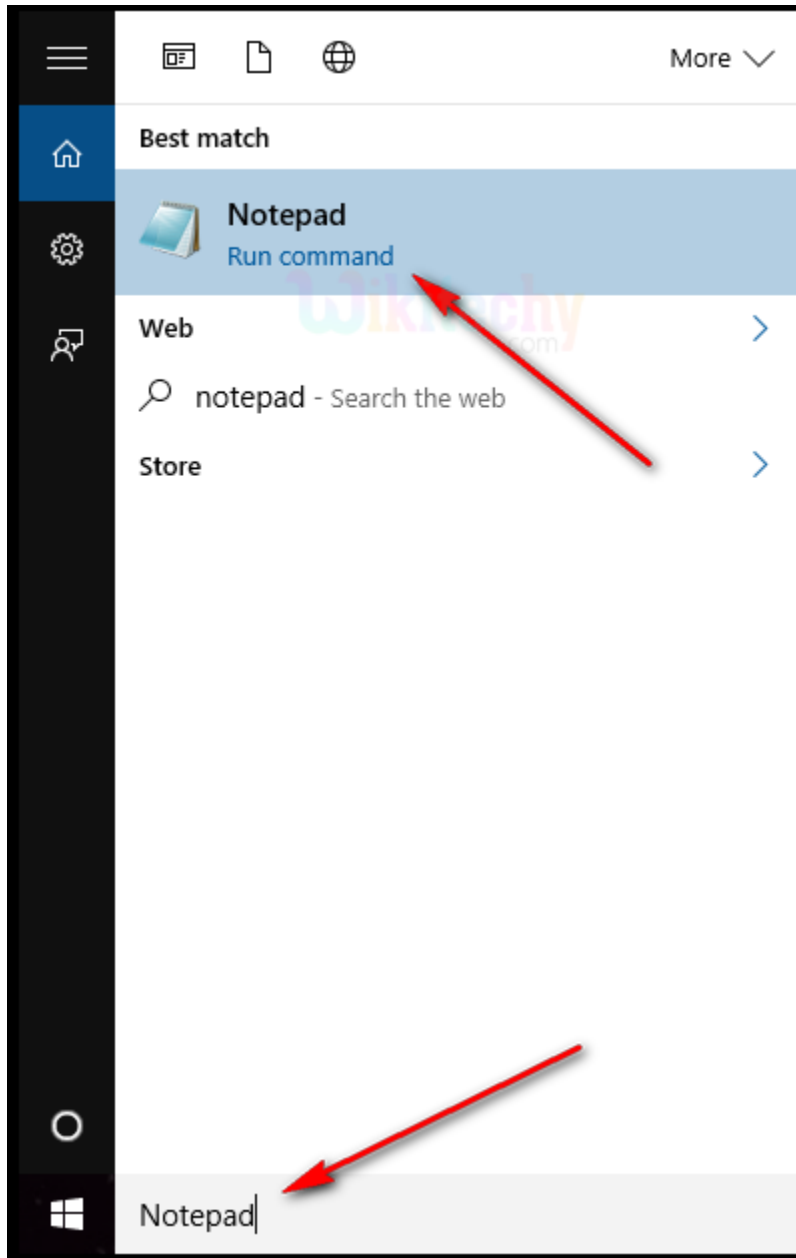 More
Best match
Notepad
Run command
Web
notepad - Search the web
Store
Notepad